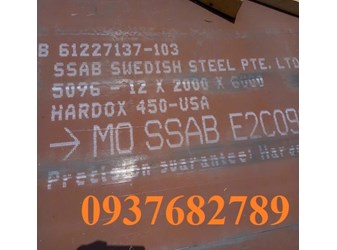 B 61227137-103
SSAB SWEDISH STEEL PTE. LTD
5096 - 12 X 2000 X 6000
HARDOX 450-USA
→ MO SSAB E2C09
Precision guarantee: Hard
0937682789